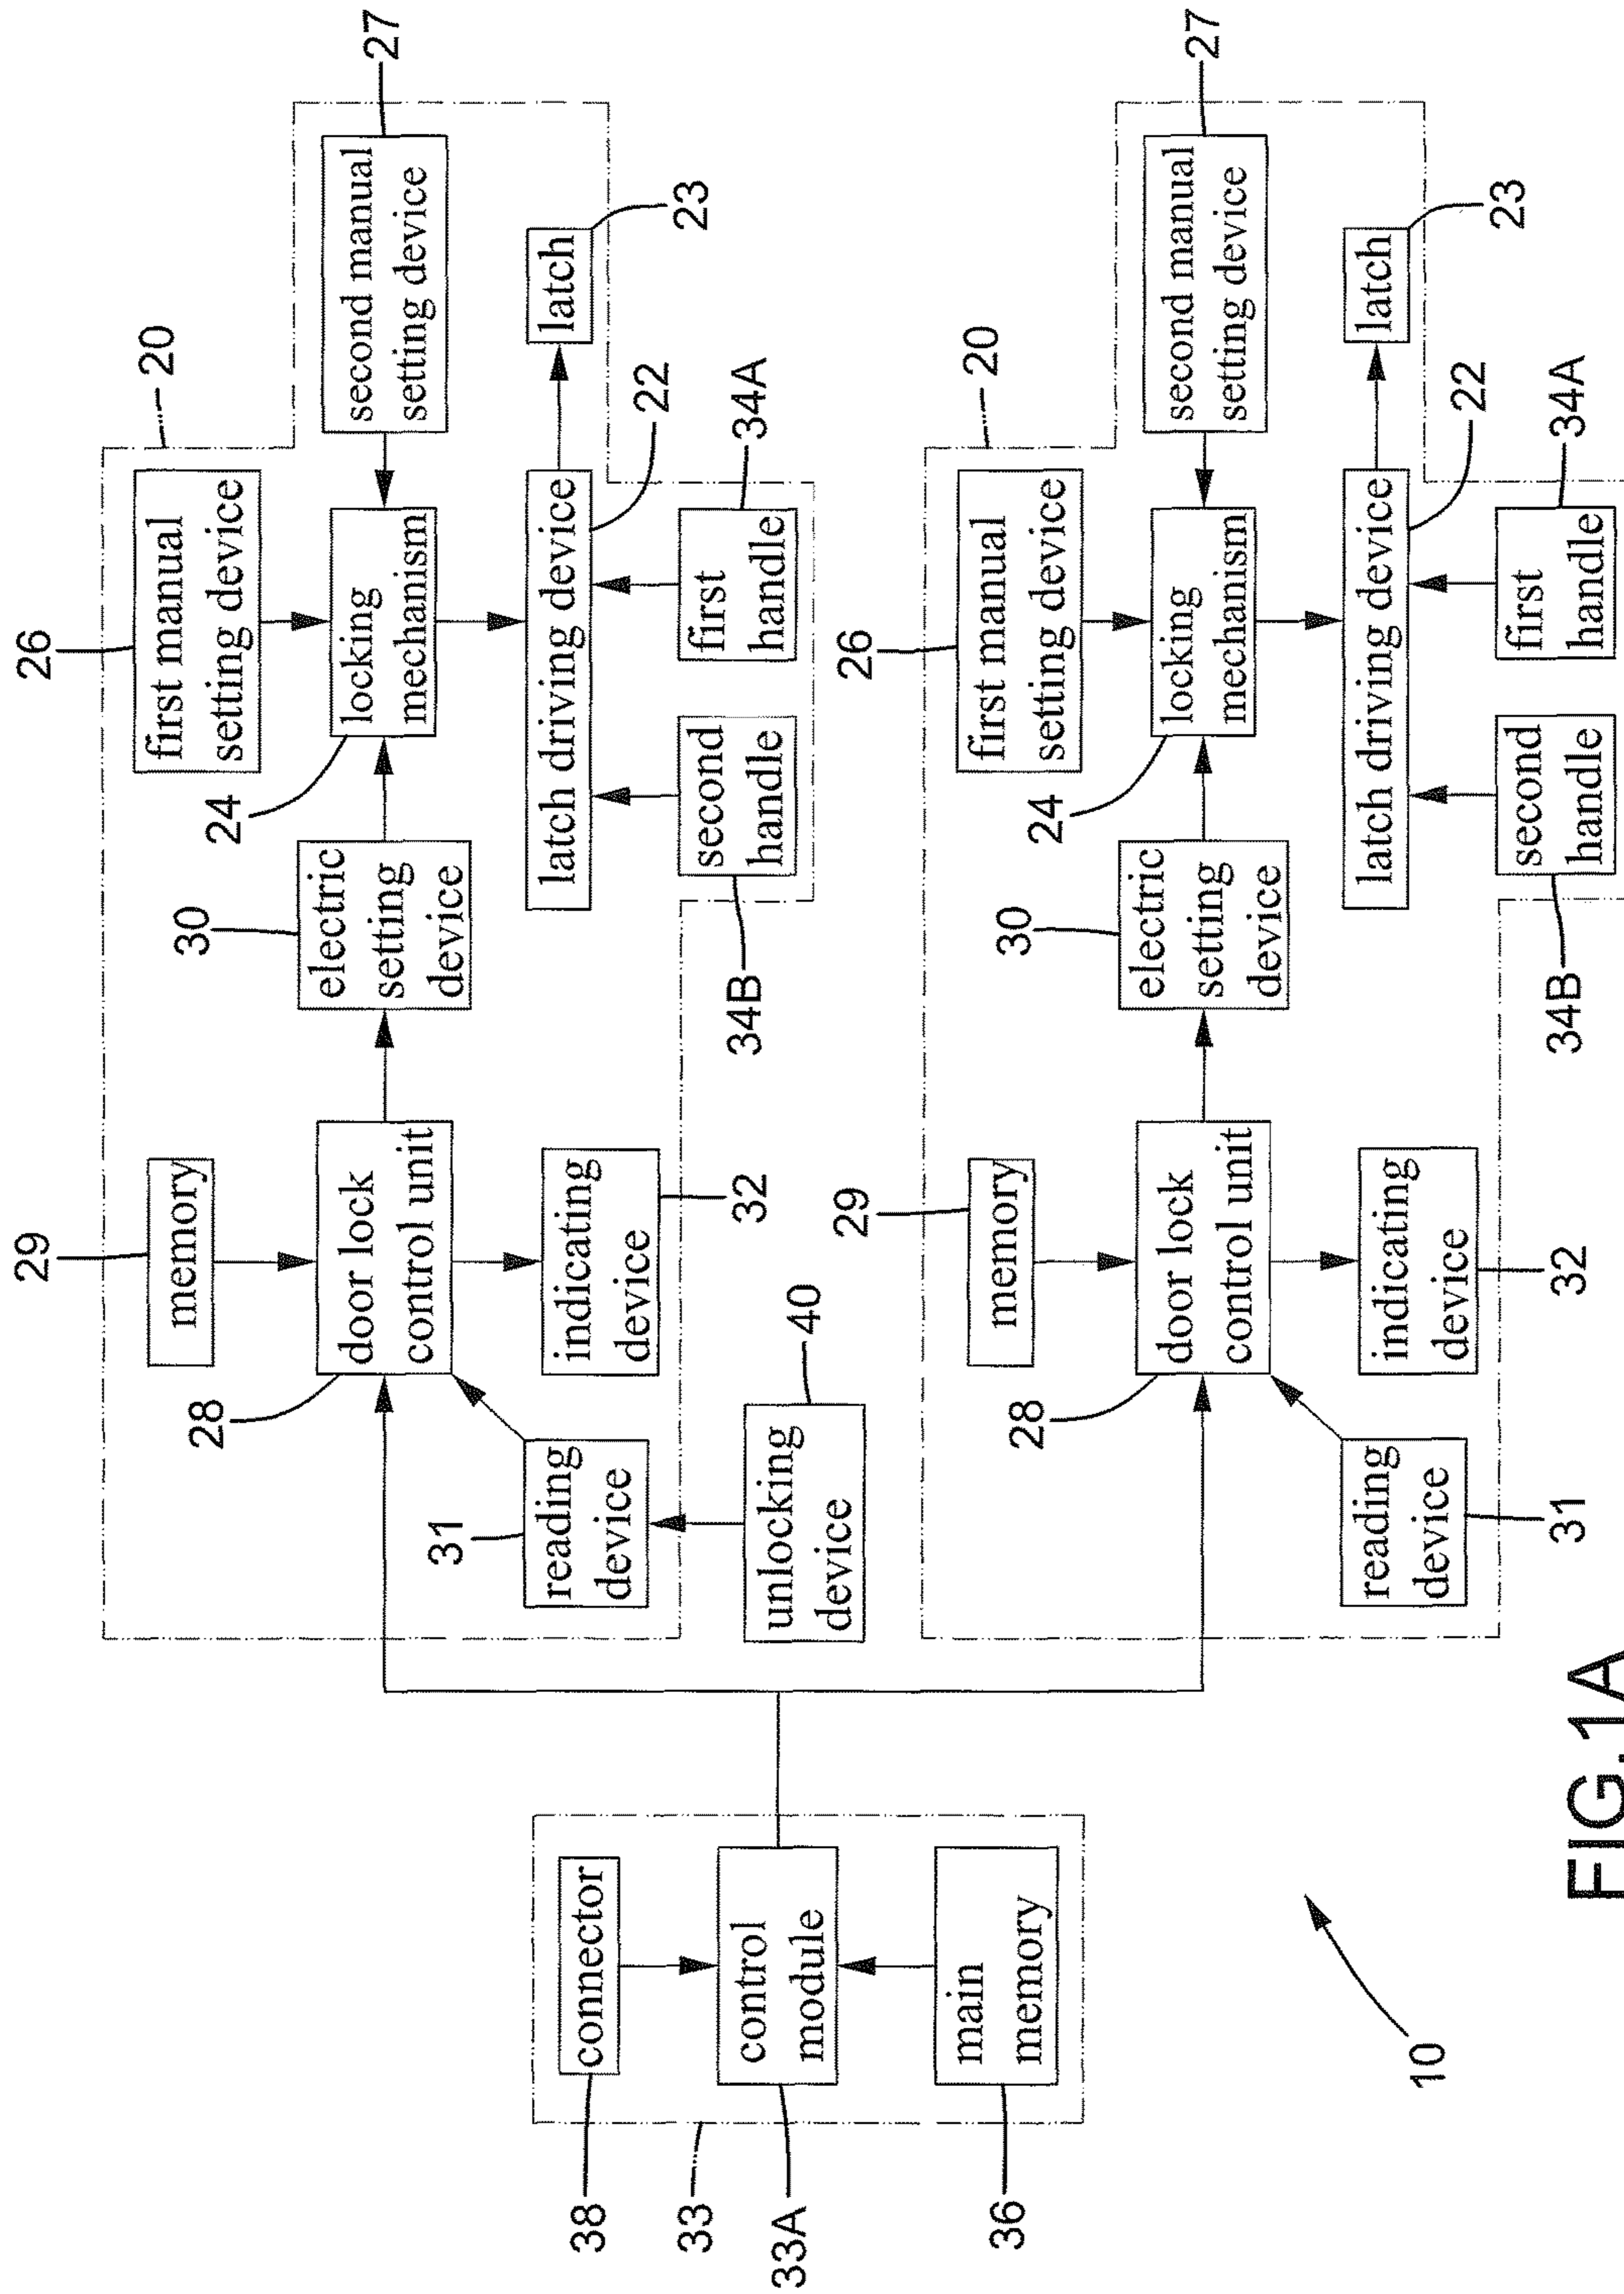 26
first manual
setting device
20
27
second manual
setting device
24
locking
mechanism
23
latch
22
latch driving device
34A
first
handle
34B
second
handle
30
electric
setting
device
29
memory
28
door lock
control unit
32
indicating
device
31
reading
device
40
unlocking
device
26
first manual
setting device
20
27
second manual
setting device
24
locking
mechanism
23
latch
22
latch driving device
34A
first
handle
34B
second
handle
30
electric
setting
device
29
memory
28
door lock
control unit
32
indicating
device
31
reading
device
38
connector
33
33A
control
module
36
main
memory
10
FIG.1A